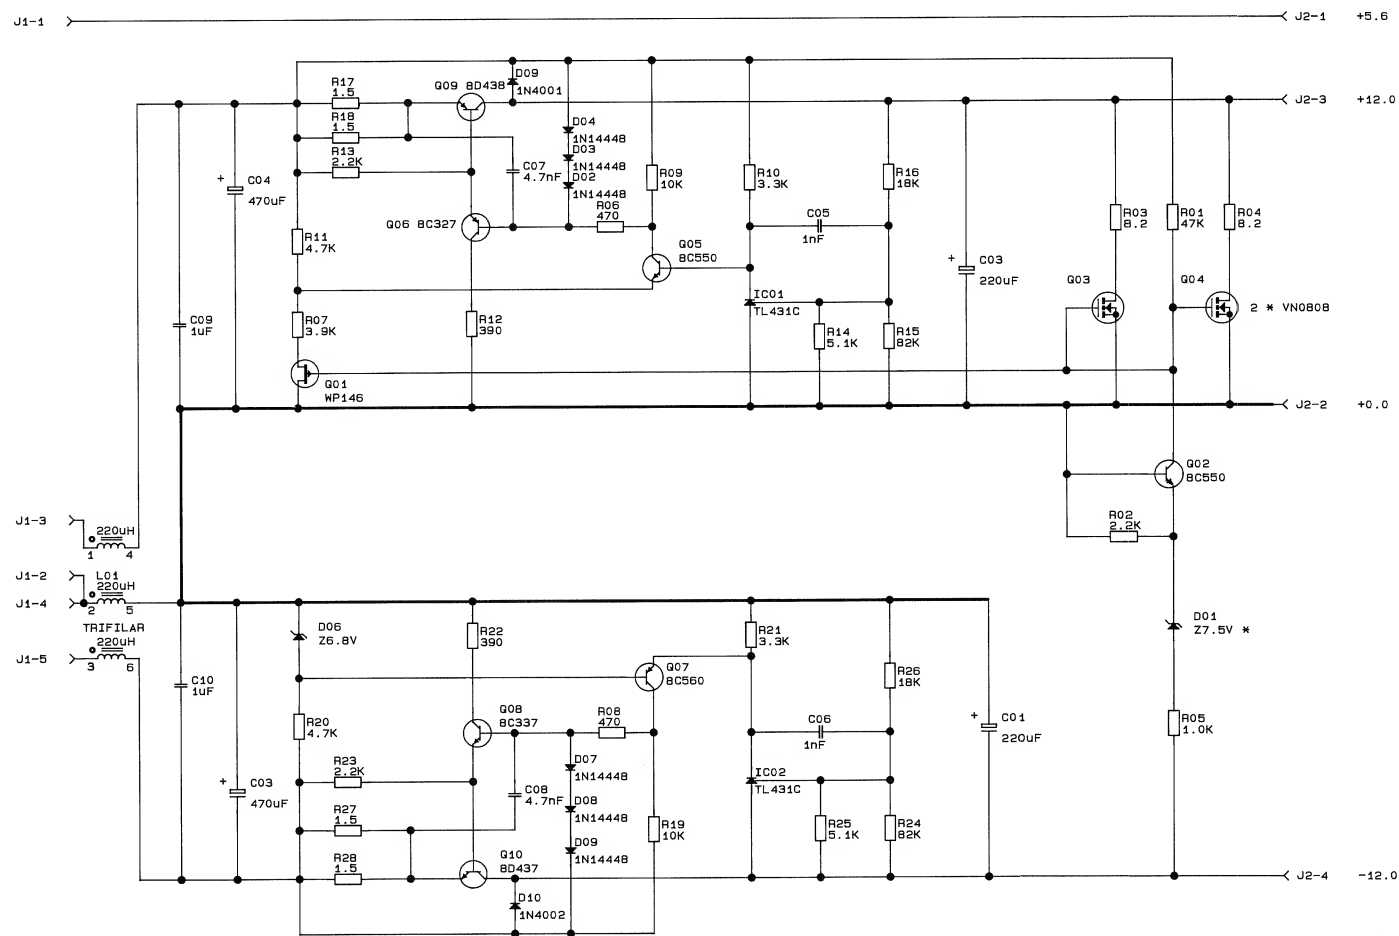 J1-1
J2-1 +5.6
D09
1N4001
Q09 8D438
R17
1.5
R18
1.5
R13
2.2K
J2-3 +12.0
D04
1N14448
D03
1N14448
D02
1N14448
C07
4.7nF
R09
10K
R10
3.3K
R16
18K
+ C04
470uF
Q06 8C327
R06
470
C05
1nF
R03
8.2
R01
47K
R04
8.2
R11
4.7K
Q05
8C550
+ C03
220uF
Q03
Q04
2 * VN0808
IC01
TL431C
C09
1uF
R07
3.9K
R12
390
R14
5.1K
R15
82K
Q01
WP146
J2-2 +0.0
Q02
8C550
J1-3
220uH
1 4
R02
2.2K
J1-2
L01
220uH
J1-4
2 5
TRIFILAR
220uH
J1-5
3 6
D06
Z6.8V
R22
390
R21
3.3K
D01
Z7.5V *
C10
1uF
Q07
8C560
R26
18K
R20
4.7K
Q08
8C337
R08
470
C06
1nF
+ C01
220uF
R05
1.0K
R23
2.2K
D07
1N14448
IC02
TL431C
+ C03
470uF
R27
1.5
C08
4.7nF
D08
1N14448
R19
10K
R25
5.1K
R24
82K
R28
1.5
Q10
8D437
D09
1N14448
J2-4 -12.0
D10
1N4002